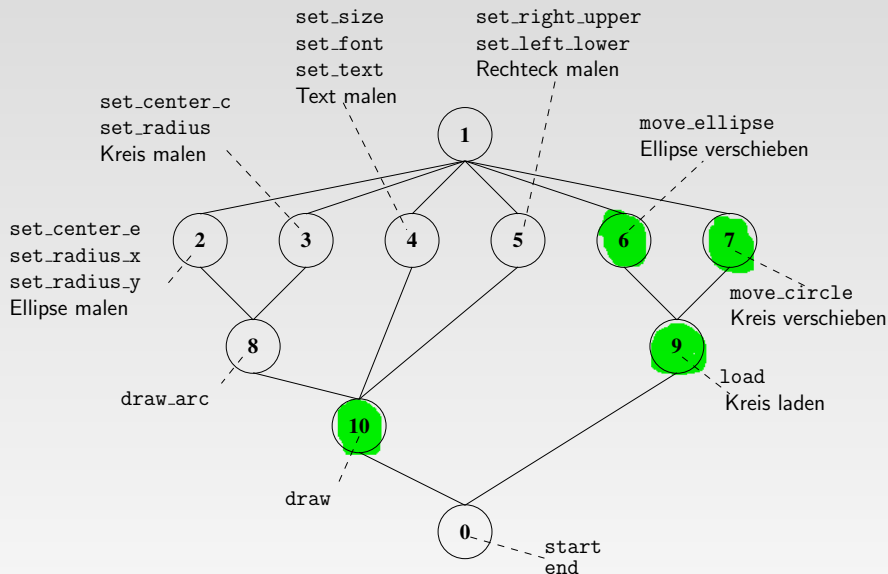 set_size
set_font
set_text
Text malen
set_right_upper
set_left_lower
Rechteck malen
set_center_c
set_radius
Kreis malen
1
move_ellipse
Ellipse verschieben
set_center_e
set_radius_x
set_radius_y
Ellipse malen
2
3
4
5
6
7
move_circle
Kreis verschieben
8
9
draw_arc
load
Kreis laden
10
draw
0
start
end